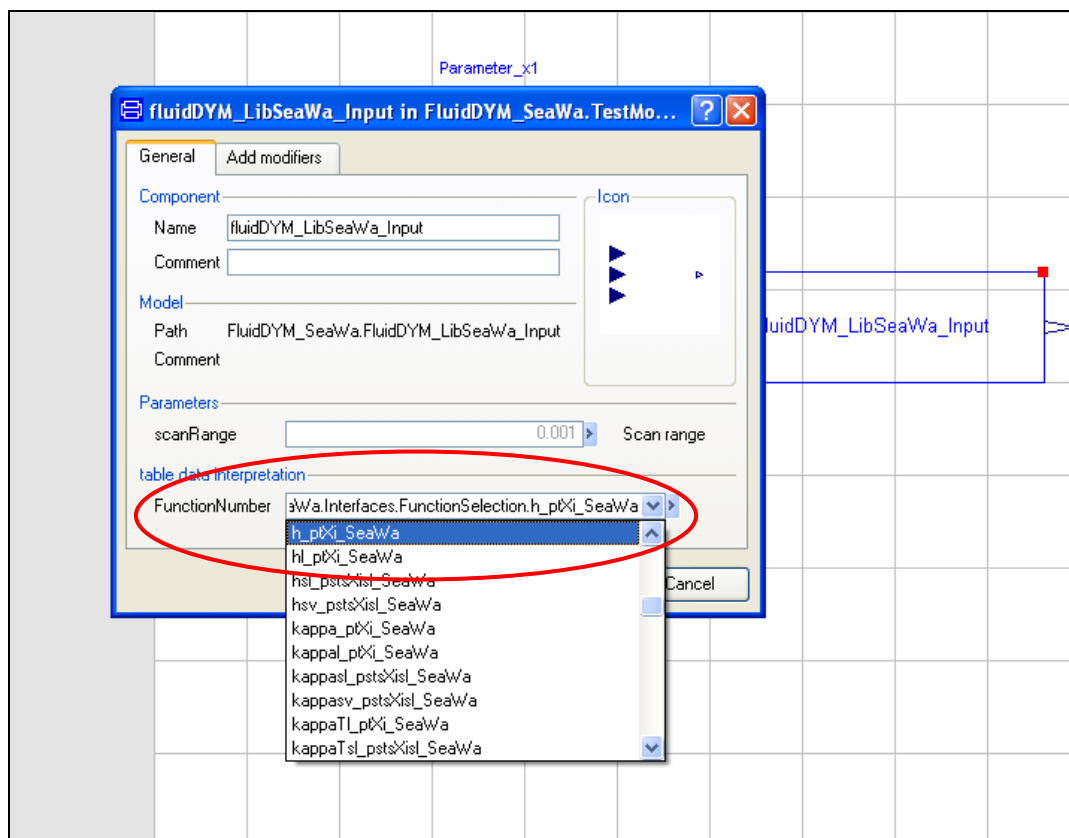 Parameter_x1
fluidDYM_LibSeaWa_Input in FluidDYM_SeaWa.TestMo...
General Add modifiers
Component
Icon
Name fluidDYM_LibSeaWa_Input
Comment
Model
Path FluidDYM_SeaWa.FluidDYM_LibSeaWa_Input
Comment
luidDYM_LibSeaWa_Input
Parameters
scanRange 0.001 Scan range
table data interpretation
FunctionNumber aWa.Interfaces.FunctionSelection.h_ptXi_SeaWa
h_ptXi_SeaWa
hl_ptXi_SeaWa
hsl_pstsXisl_SeaWa
Cancel
hsv_pstsXisl_SeaWa
kappa_ptXi_SeaWa
kappal_ptXi_SeaWa
kappasl_pstsXisl_SeaWa
kappasv_pstsXisl_SeaWa
kappaTl_ptXi_SeaWa
kappaTsl_pstsXisl_SeaWa